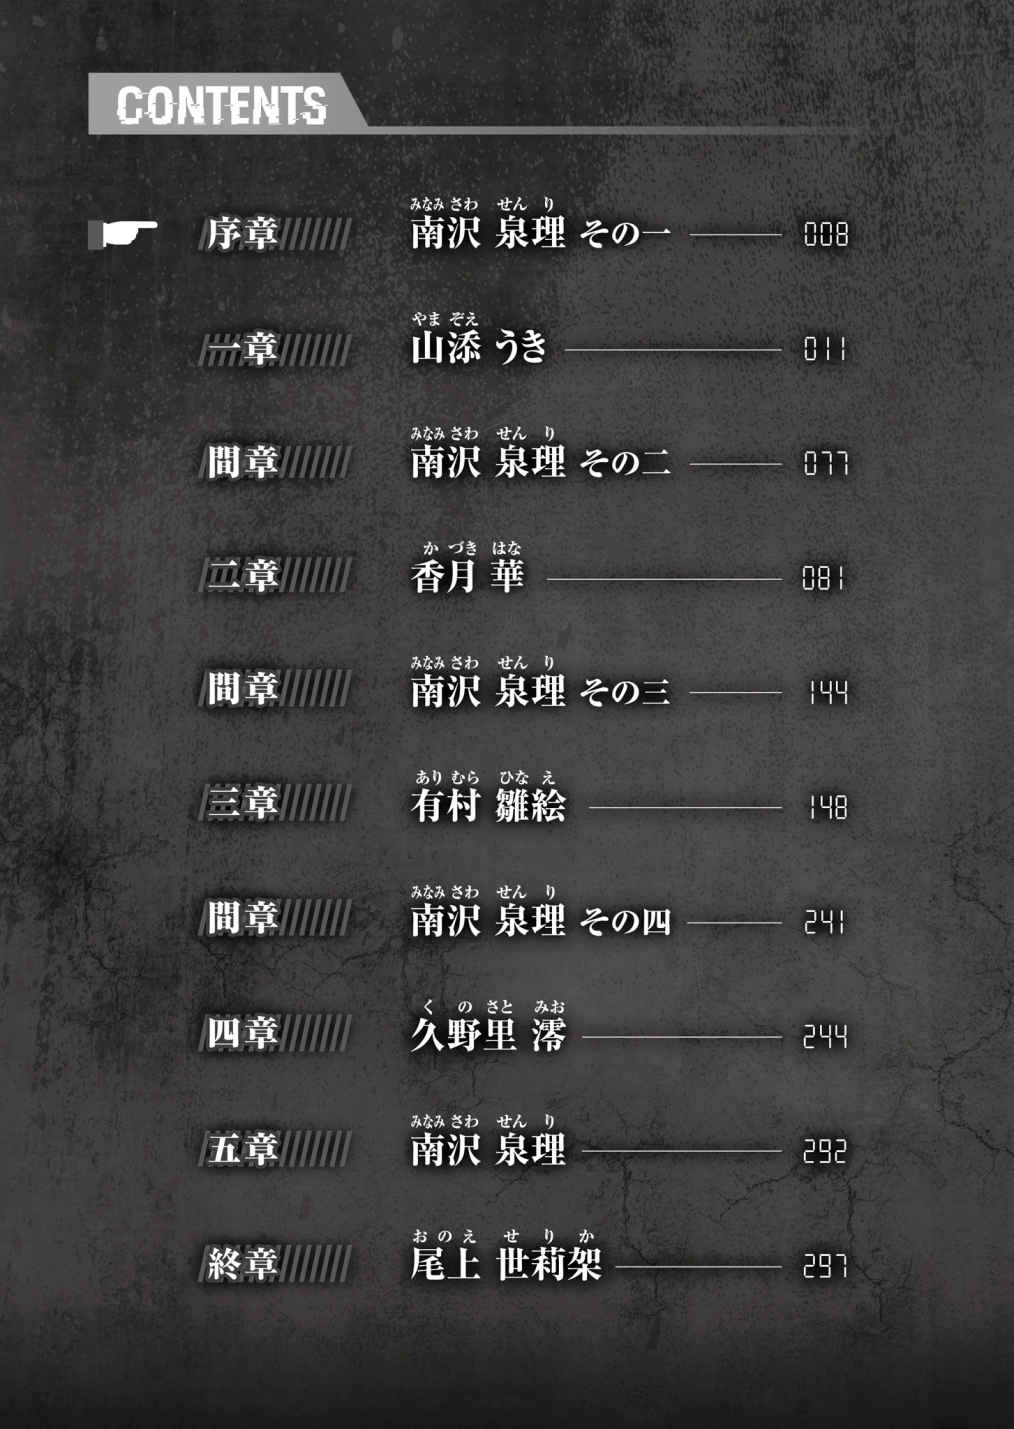 CONTENTS
みなみ さわ せん り
序章 南沢 泉理 その一 008
やま ぞえ
一章 山添 うき 011
みなみ さわ せん り
間章 南沢 泉理 その二 077
か づき はな
二章 香月 華 081
みなみ さわ せん り
間章 南沢 泉理 その三 144
あり むら ひな え
三章 有村 雛絵 148
みなみ さわ せん り
間章 南沢 泉理 その四 241
く の さと みお
四章 久野里 澪 244
みなみ さわ せん り
五章 南沢 泉理 292
お の え せ り か
終章 尾上 世莉架 297